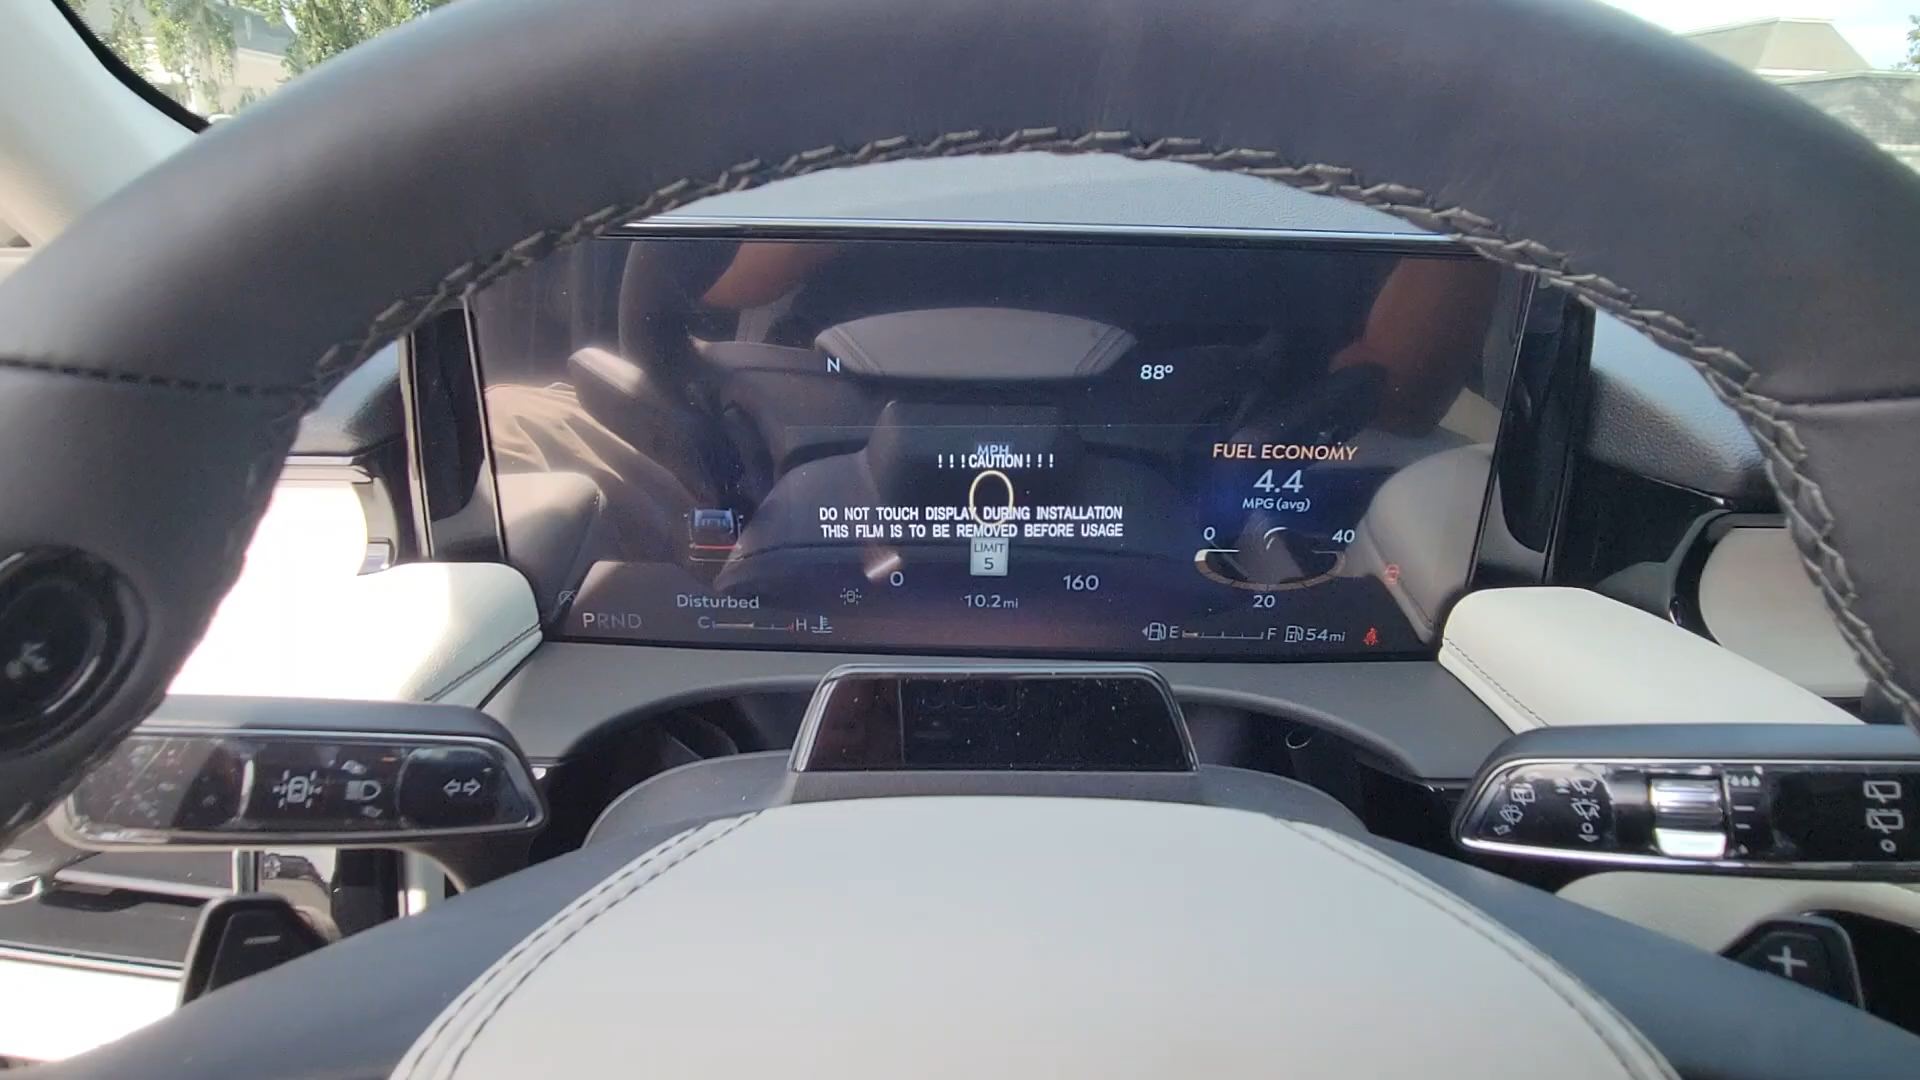 N
88°
MPH
!!!CAUTION!!!
0
DO NOT TOUCH DISPLAY DURING INSTALLATION
THIS FILM IS TO BE REMOVED BEFORE USAGE
LIMIT
5
0
160
10.2mi
FUEL ECONOMY
4.4
MPG (avg)
0
40
20
Disturbed
PRND
C
H
E
F
54mi